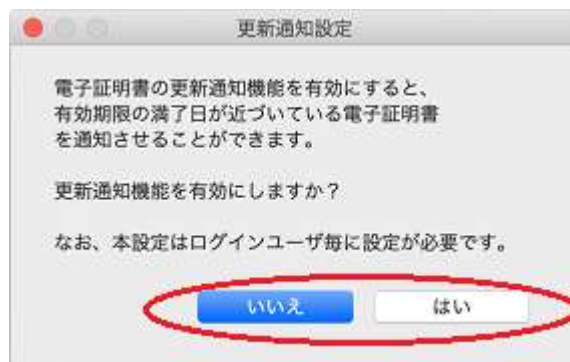 更新通知設定
電子証明書の更新通知機能を有効にすると、
有効期限の満了日が近づいている電子証明書
を通知させることができます。
更新通知機能を有効にしますか？
なお、本設定はログインユーザ毎に設定が必要です。
いいえ はい